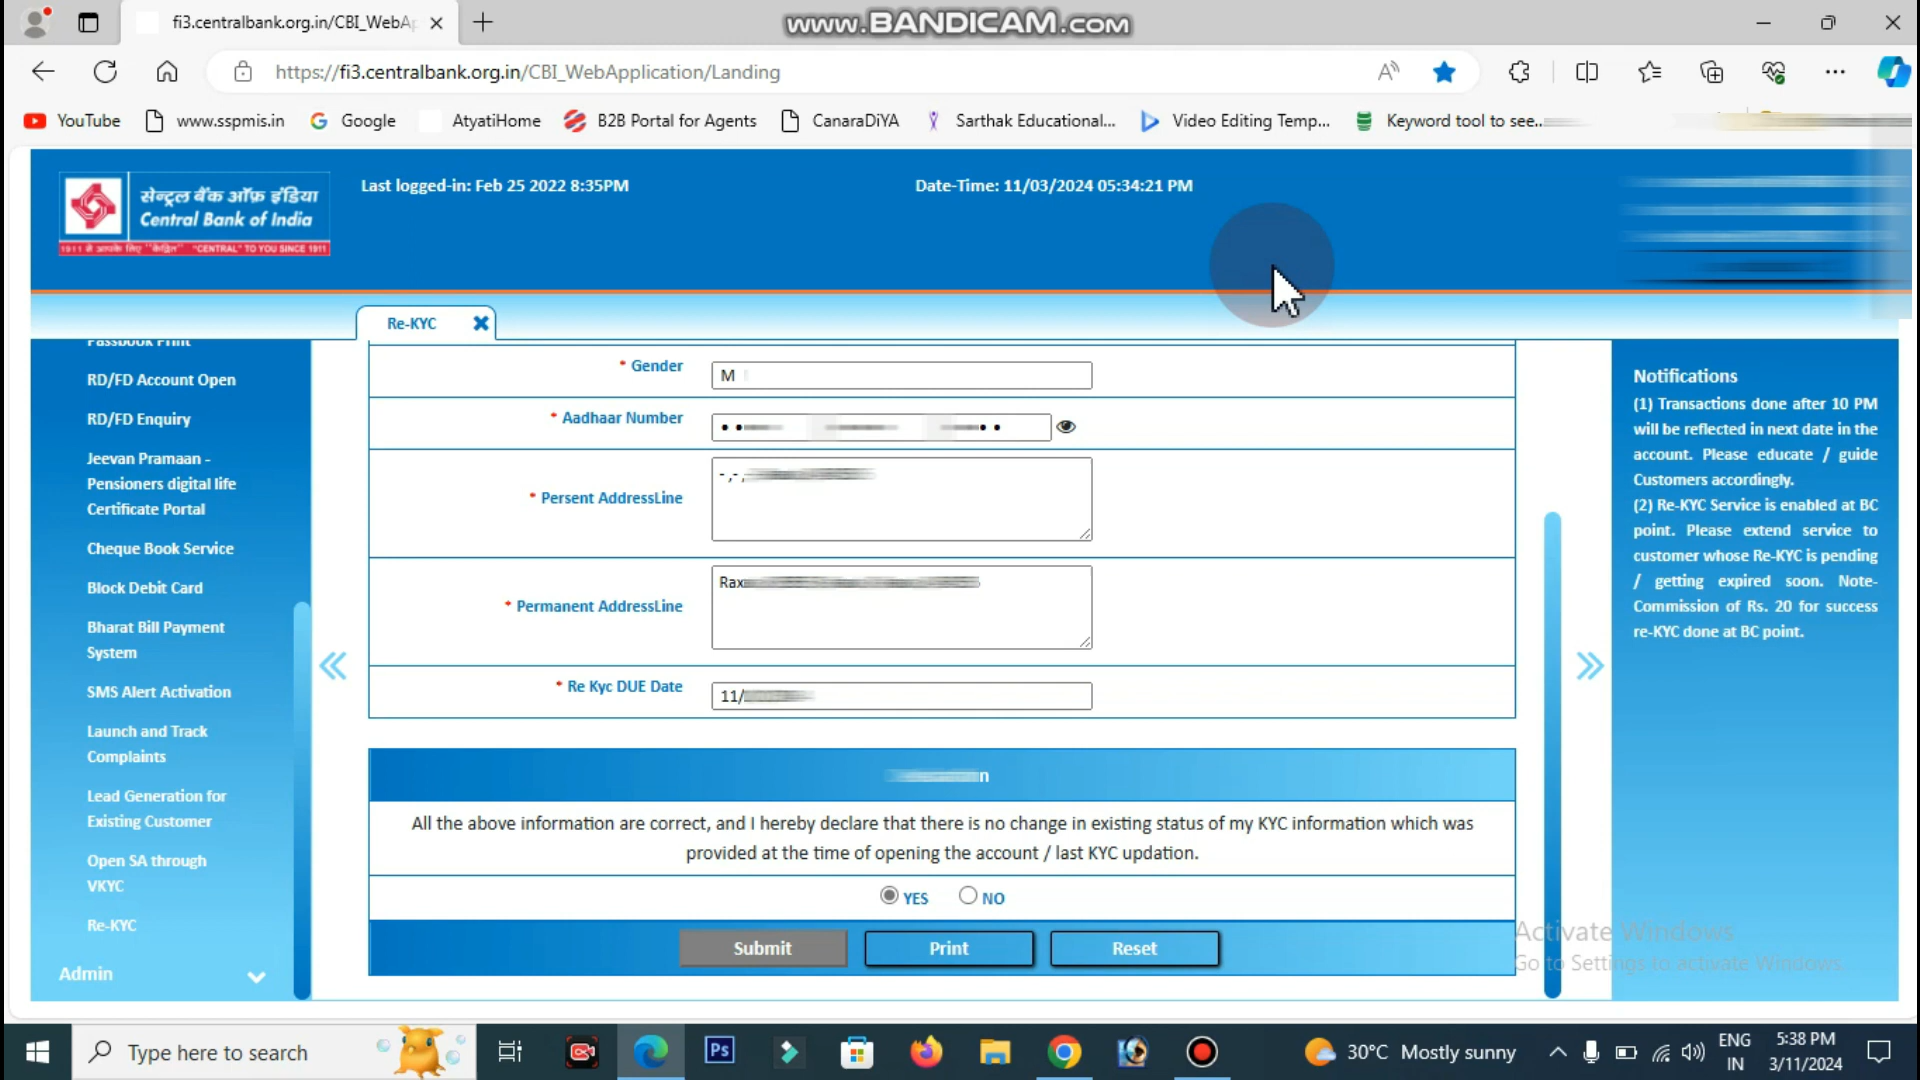 fi3.centralbank.org.in/CBI_WebAp
www.BANDICAM.com
https://fi3.centralbank.org.in/CBI_WebApplication/Landing
YouTube
www.sspmis.in
Google
AtyatiHome
B2B Portal for Agents
CanaraDiYA
Sarthak Educational...
Video Editing Temp...
Keyword tool to see...
सेन्ट्रल बैंक ऑफ़ इंडिया
Central Bank of India
1911 से आपके लिए "केंद्रित" "CENTRAL" TO YOU SINCE 1911
Last logged-in: Feb 25 2022 8:35PM
Date-Time: 11/03/2024 05:34:21 PM
Re-KYC
Passbook Print
RD/FD Account Open
RD/FD Enquiry
Jeevan Pramaan -
Pensioners digital life
Certificate Portal
Cheque Book Service
Block Debit Card
Bharat Bill Payment
System
SMS Alert Activation
Launch and Track
Complaints
Lead Generation for
Existing Customer
Open SA through
VKYC
Re-KYC
Admin
* Gender
M
* Aadhaar Number
* Persent AddressLine
-,-,
* Permanent AddressLine
Rax
* Re Kyc DUE Date
11/
All the above information are correct, and I hereby declare that there is no change in existing status of my KYC information which was
provided at the time of opening the account / last KYC updation.
YES
NO
Submit
Print
Reset
Notifications
(1) Transactions done after 10 PM
will be reflected in next date in the
account. Please educate / guide
Customers accordingly.
(2) Re-KYC Service is enabled at BC
point. Please extend service to
customer whose Re-KYC is pending
/ getting expired soon. Note-
Commission of Rs. 20 for success
re-KYC done at BC point.
Activate Windows
Go to Settings to activate Windows.
Type here to search
Ps
30°C Mostly sunny
ENG
IN
5:38 PM
3/11/2024